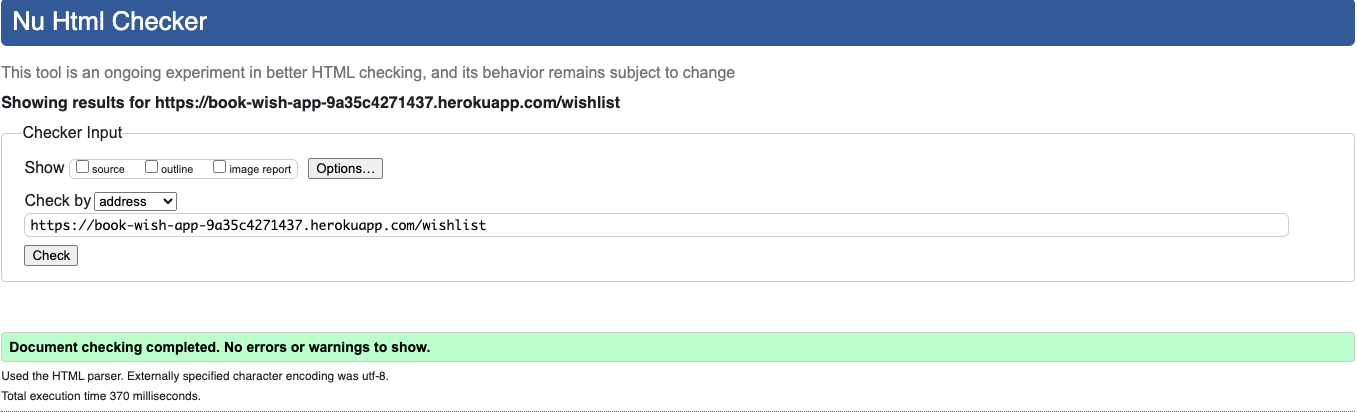 Nu Html Checker
This tool is an ongoing experiment in better HTML checking, and its behavior remains subject to change
Showing results for https://book-wish-app-9a35c4271437.herokuapp.com/wishlist
Checker Input
Show source outline image report Options...
Check by address
https://book-wish-app-9a35c4271437.herokuapp.com/wishlist
Check
Document checking completed. No errors or warnings to show.
Used the HTML parser. Externally specified character encoding was utf-8.
Total execution time 370 milliseconds.